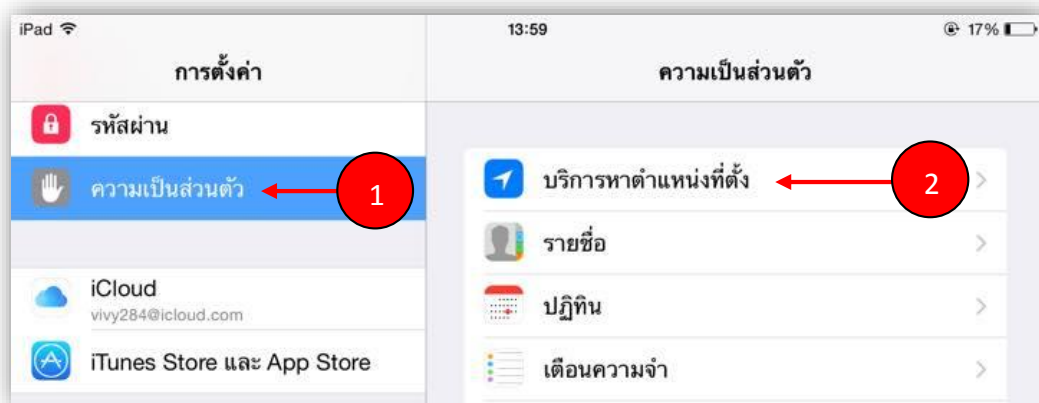 iPad
13:59
17%
การตั้งค่า
ความเป็นส่วนตัว
รหัสผ่าน
ความเป็นส่วนตัว
1
iCloud
vivy284@icloud.com
iTunes Store และ App Store
บริการหาตำแหน่งที่ตั้ง
2
รายชื่อ
ปฏิทิน
เตือนความจำ